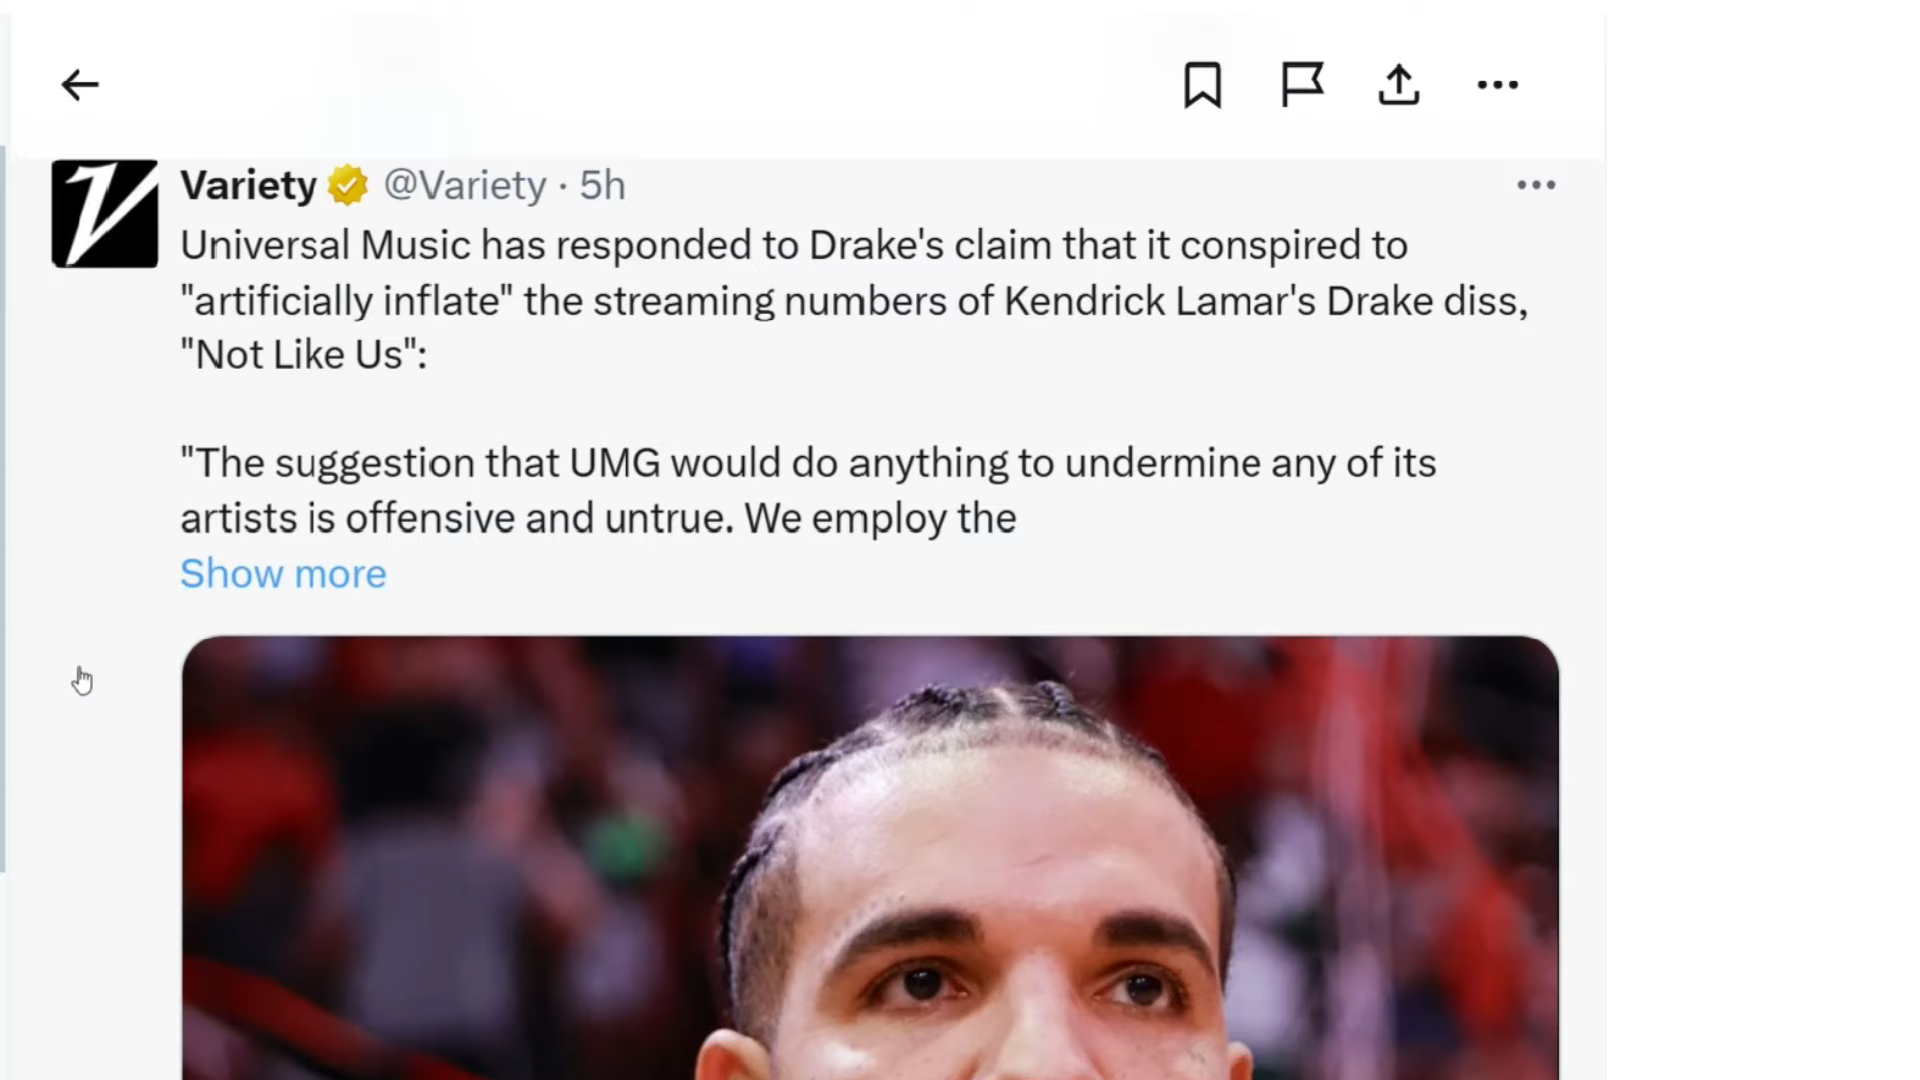 Variety @Variety · 5h
Universal Music has responded to Drake's claim that it conspired to
"artificially inflate" the streaming numbers of Kendrick Lamar's Drake diss,
"Not Like Us":
"The suggestion that UMG would do anything to undermine any of its
artists is offensive and untrue. We employ the
Show more